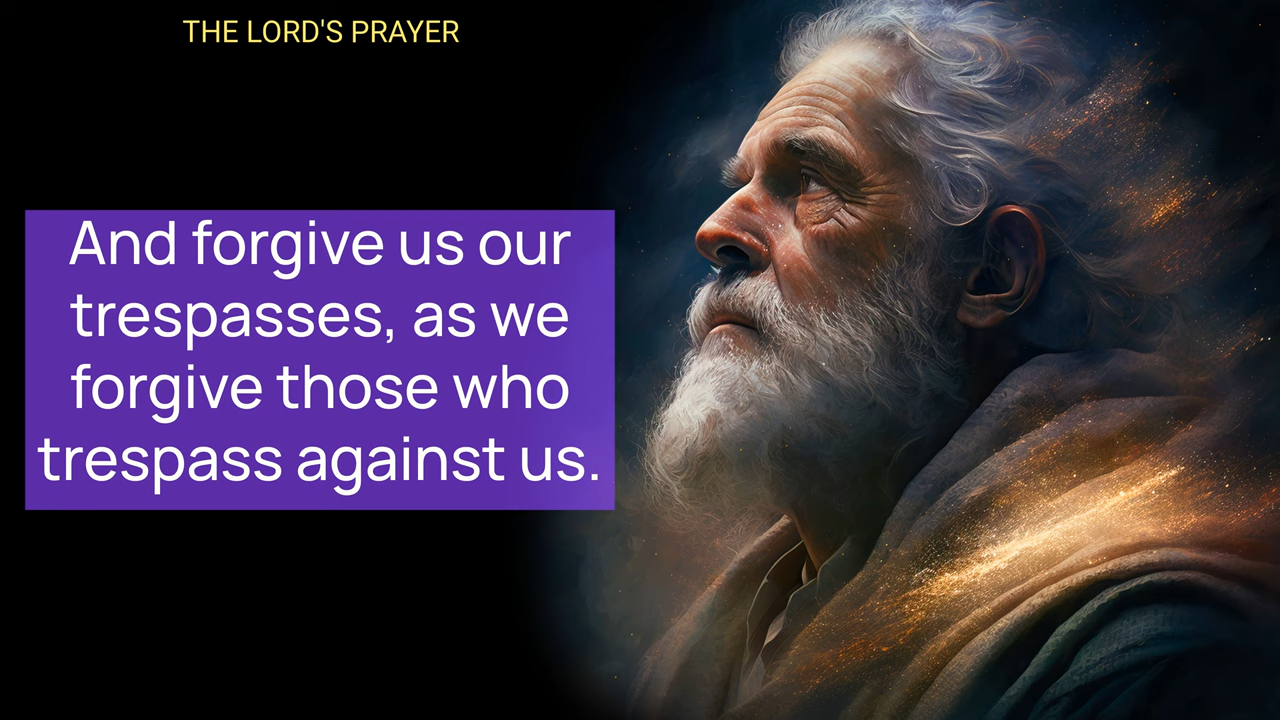 THE LORD'S PRAYER
And forgive us our
trespasses, as we
forgive those who
trespass against us.